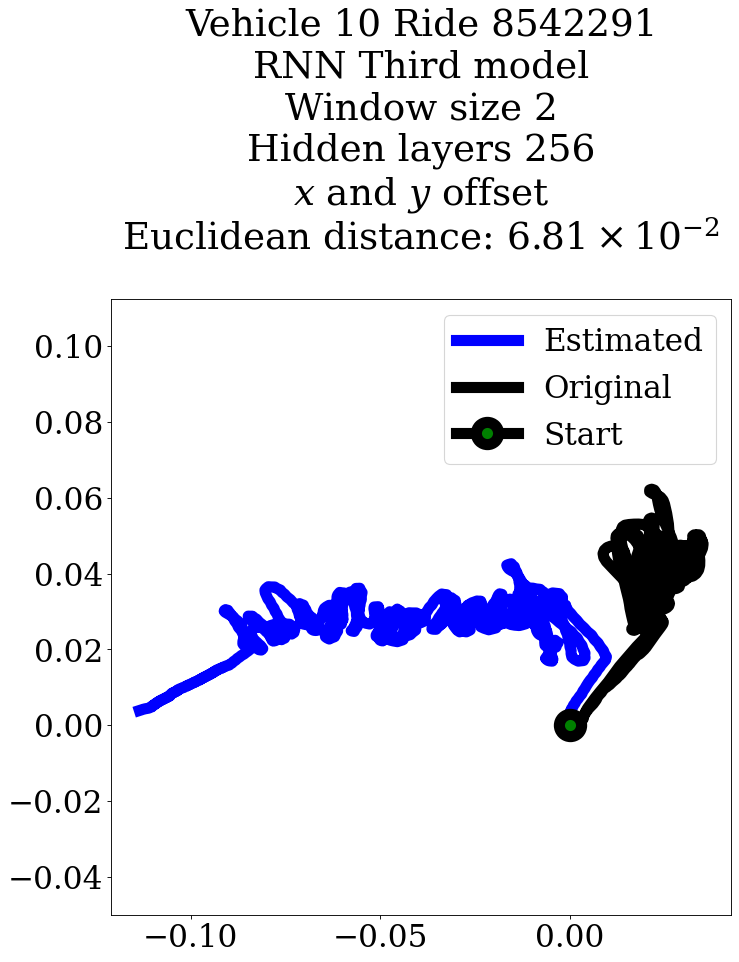 Vehicle 10 Ride 8542291
RNN Third model
Window size 2
Hidden layers 256
x and y offset
Euclidean distance: 6.81 × 10⁻²
Estimated
Original
Start
0.10
0.08
0.06
0.04
0.02
0.00
−0.02
−0.04
−0.10 −0.05 0.00